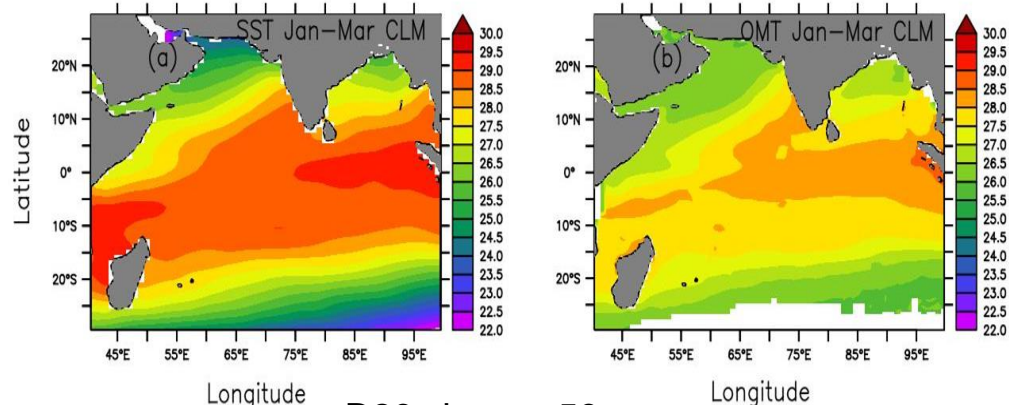 SST Jan-Mar CLM
(a)
Latitude
20°N
10°N
0°
10°S
20°S
45°E 55°E 65°E 75°E 85°E 95°E
Longitude
30.0
29.5
29.0
28.5
28.0
27.5
27.0
26.5
26.0
25.5
25.0
24.5
24.0
23.5
23.0
22.5
22.0
OMT Jan-Mar CLM
(b)
20°N
10°N
0°
10°S
20°S
45°E 55°E 65°E 75°E 85°E 95°E
Longitude
30.0
29.5
29.0
28.5
28.0
27.5
27.0
26.5
26.0
25.5
25.0
24.5
24.0
23.5
23.0
22.5
22.0